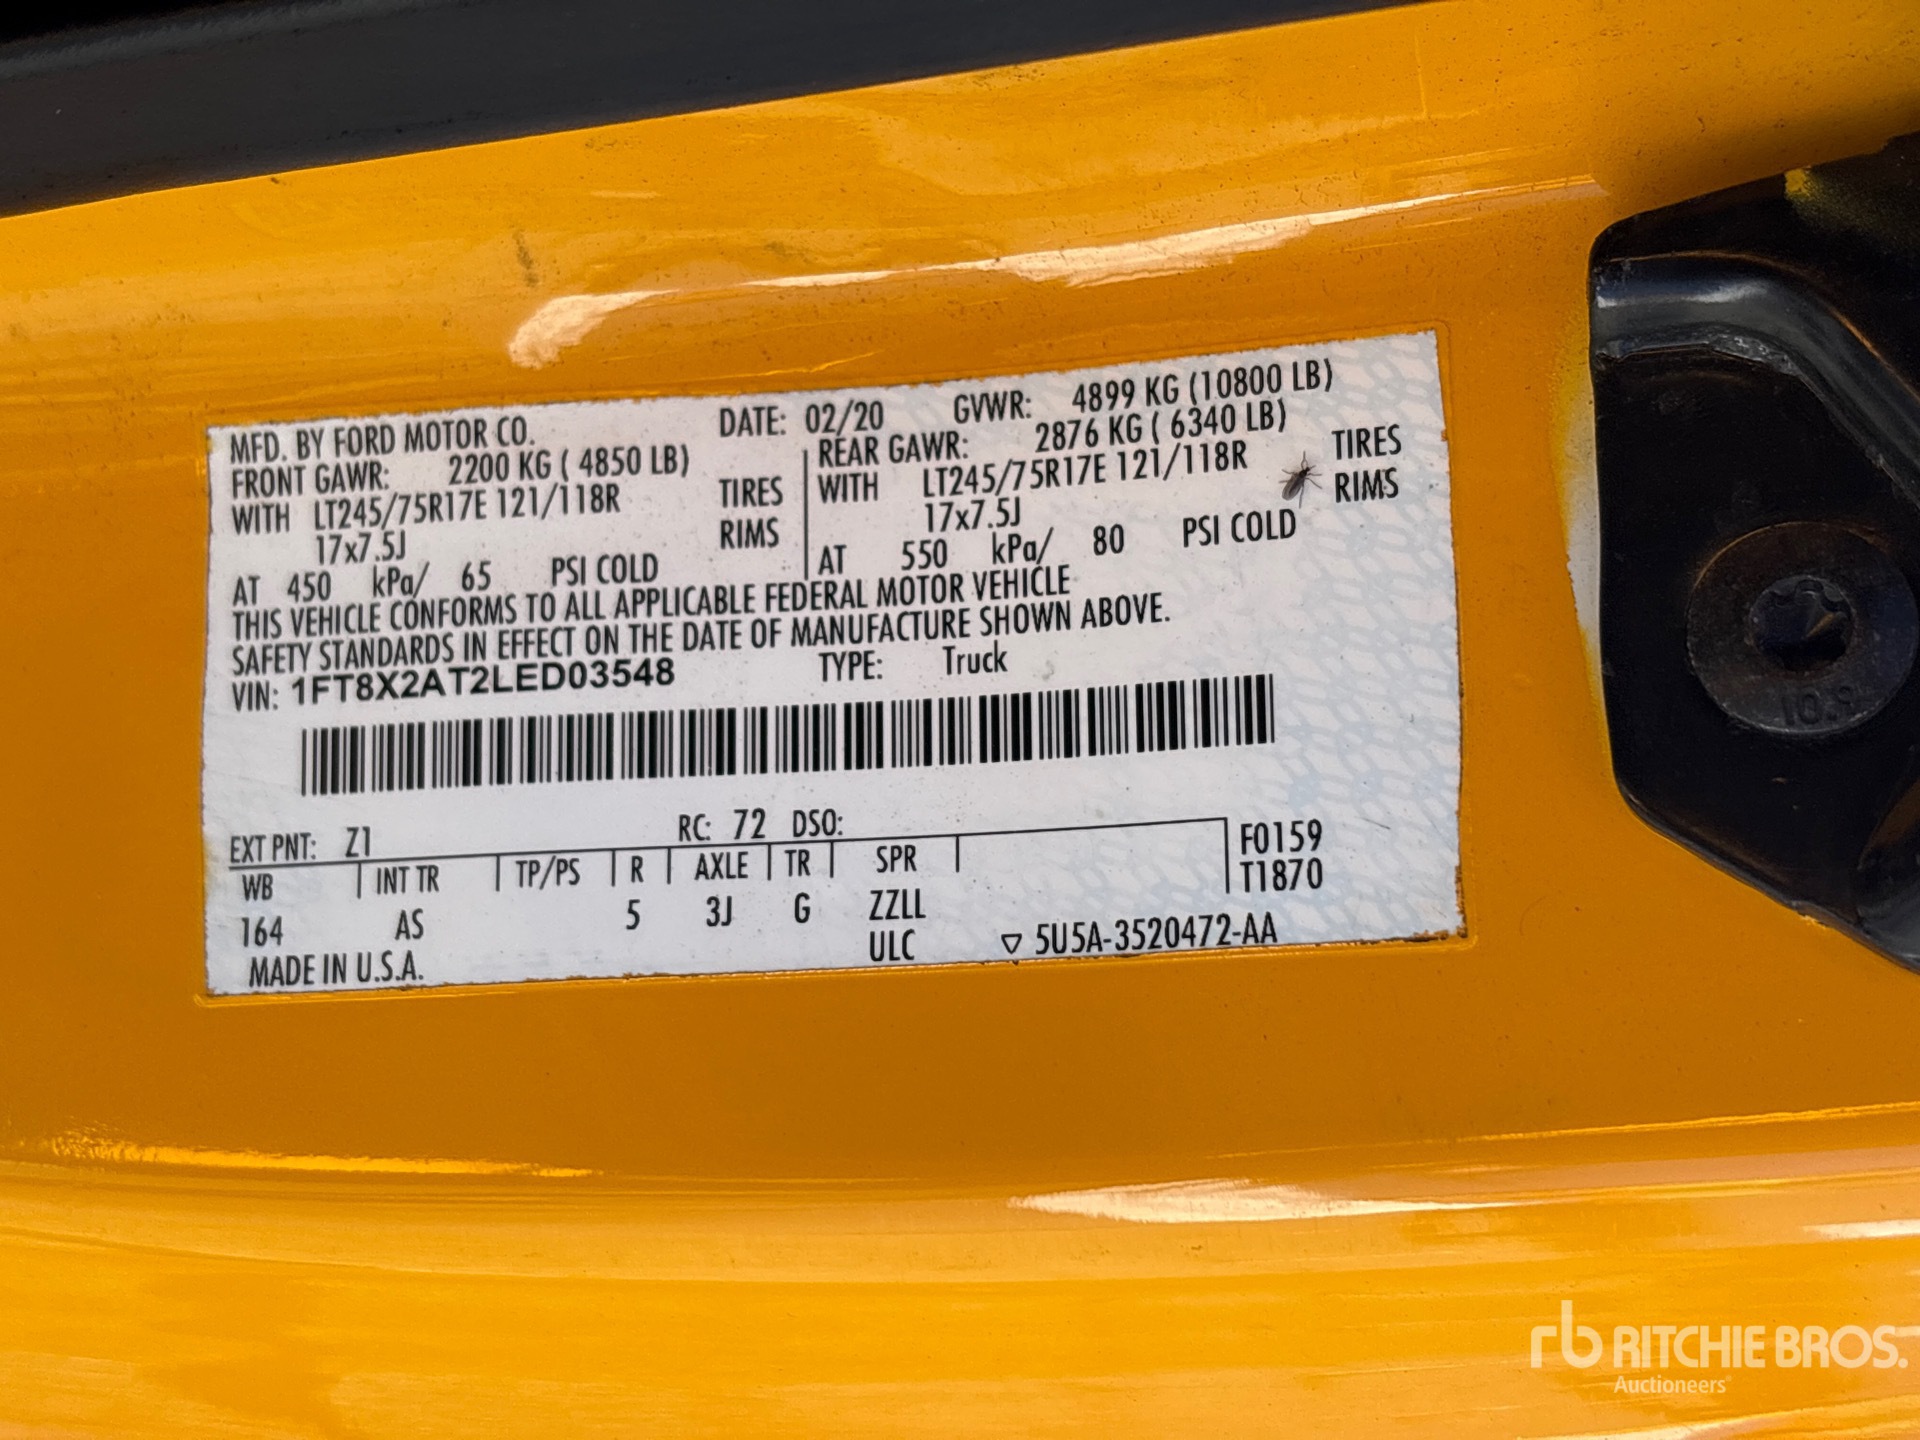 MFD. BY FORD MOTOR CO. DATE: 02/20 GVWR: 4899 KG (10800 LB)
FRONT GAWR: 2200 KG ( 4850 LB) REAR GAWR: 2876 KG ( 6340 LB)
WITH LT245/75R17E 121/118R TIRES WITH LT245/75R17E 121/118R TIRES
17x7.5J RIMS 17x7.5J RIMS
AT 450 kPa/ 65 PSI COLD AT 550 kPa/ 80 PSI COLD
THIS VEHICLE CONFORMS TO ALL APPLICABLE FEDERAL MOTOR VEHICLE
SAFETY STANDARDS IN EFFECT ON THE DATE OF MANUFACTURE SHOWN ABOVE.
VIN: 1FT8X2AT2LED03548 TYPE: Truck
EXT PNT: Z1 RC: 72 DSO:
WB INT TR TP/PS R AXLE TR SPR F0159
T1870
164 AS 5 3J G ZZLL
ULC ▽ 5U5A-3520472-AA
MADE IN U.S.A.
10.9
rb RITCHIE BROS.
Auctioneers